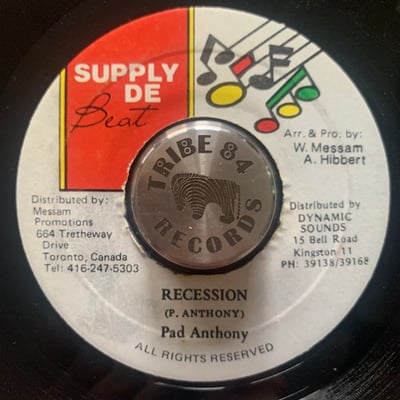 SUPPLY
DE
Beat
Arr. & Pro. by:
W. Messam
A. Hibbert
Distributed by:
Messam
Promotions
664 Tretheway
Drive
Toronto, Canada
Tel: 416-247-5303
TRIBE 84
RECORDS
Distributed by
DYNAMIC
SOUNDS
15 Bell Road
Kingston 11
PH: 39138/39168
RECESSION
(P. ANTHONY)
Pad Anthony
ALL RIGHTS RESERVED